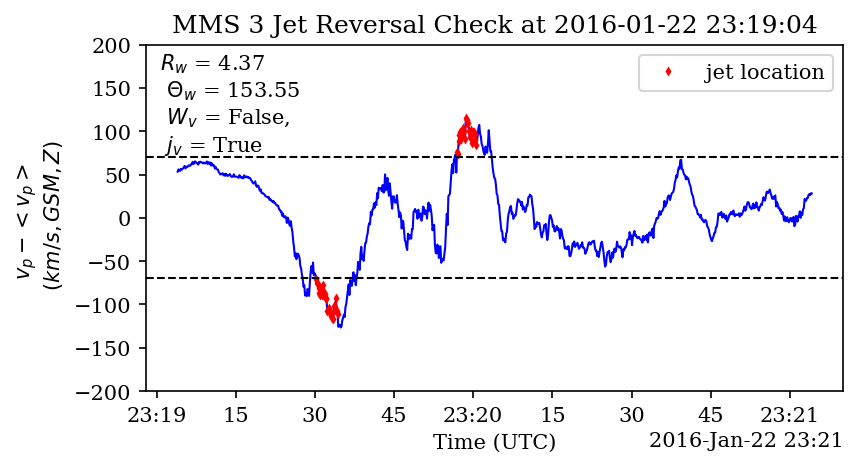 MMS 3 Jet Reversal Check at 2016-01-22 23:19:04
R_w = 4.37
Θ_w = 153.55
W_v = False,
j_v = True
jet location
200
150
100
50
0
−50
−100
−150
−200
v_p − < v_p >
(km/s, GSM, Z)
23:19 15 30 45 23:20 15 30 45 23:21
Time (UTC)
2016-Jan-22 23:21